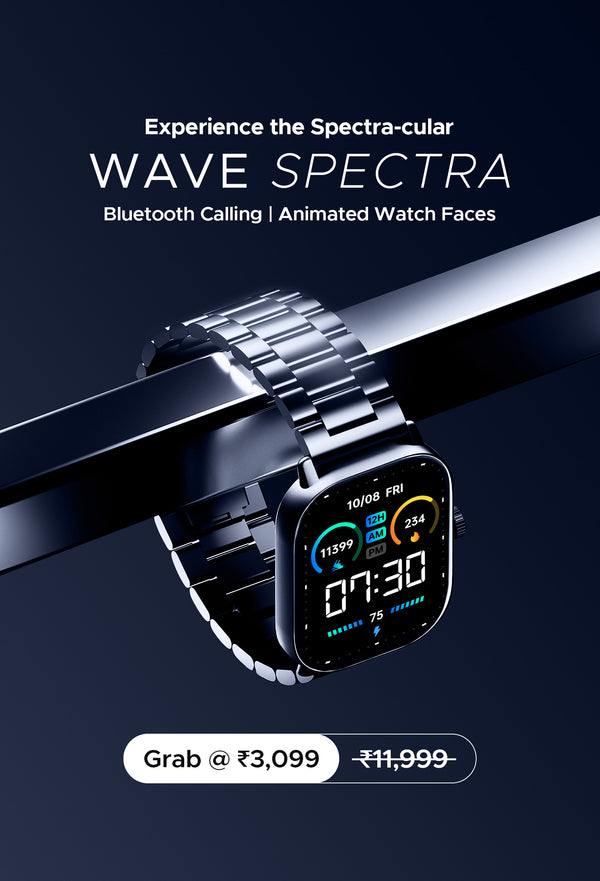 Experience the Spectra-cular
WAVE SPECTRA
Bluetooth Calling | Animated Watch Faces
10/08 FRI
12H
11399
AM
234
PM
07:30
75
Grab @ ₹3,099
₹11,999